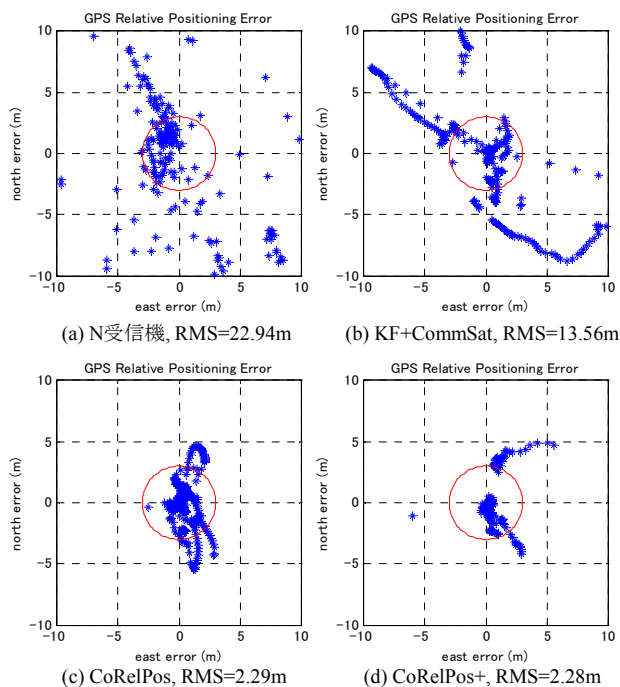 GPS Relative Positioning Error
10
5
0
-5
-10
north error (m)
-10 -5 0 5 10
east error (m)
(a) N受信機, RMS=22.94m
GPS Relative Positioning Error
10
5
0
-5
-10
north error (m)
-10 -5 0 5 10
east error (m)
(b) KF+CommSat, RMS=13.56m
GPS Relative Positioning Error
10
5
0
-5
-10
north error (m)
-10 -5 0 5 10
east error (m)
(c) CoRelPos, RMS=2.29m
GPS Relative Positioning Error
10
5
0
-5
-10
north error (m)
-10 -5 0 5 10
east error (m)
(d) CoRelPos+, RMS=2.28m